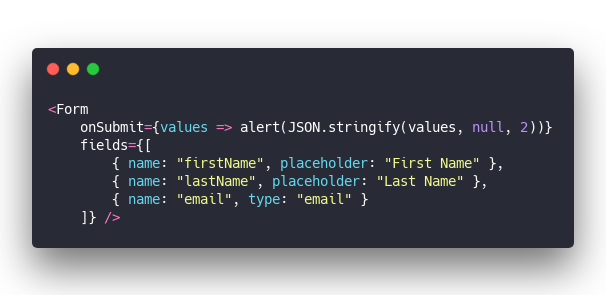 <Form
    onSubmit={values => alert(JSON.stringify(values, null, 2))}
    fields={[
        { name: "firstName", placeholder: "First Name" },
        { name: "lastName", placeholder: "Last Name" },
        { name: "email", type: "email" }
    ]} />